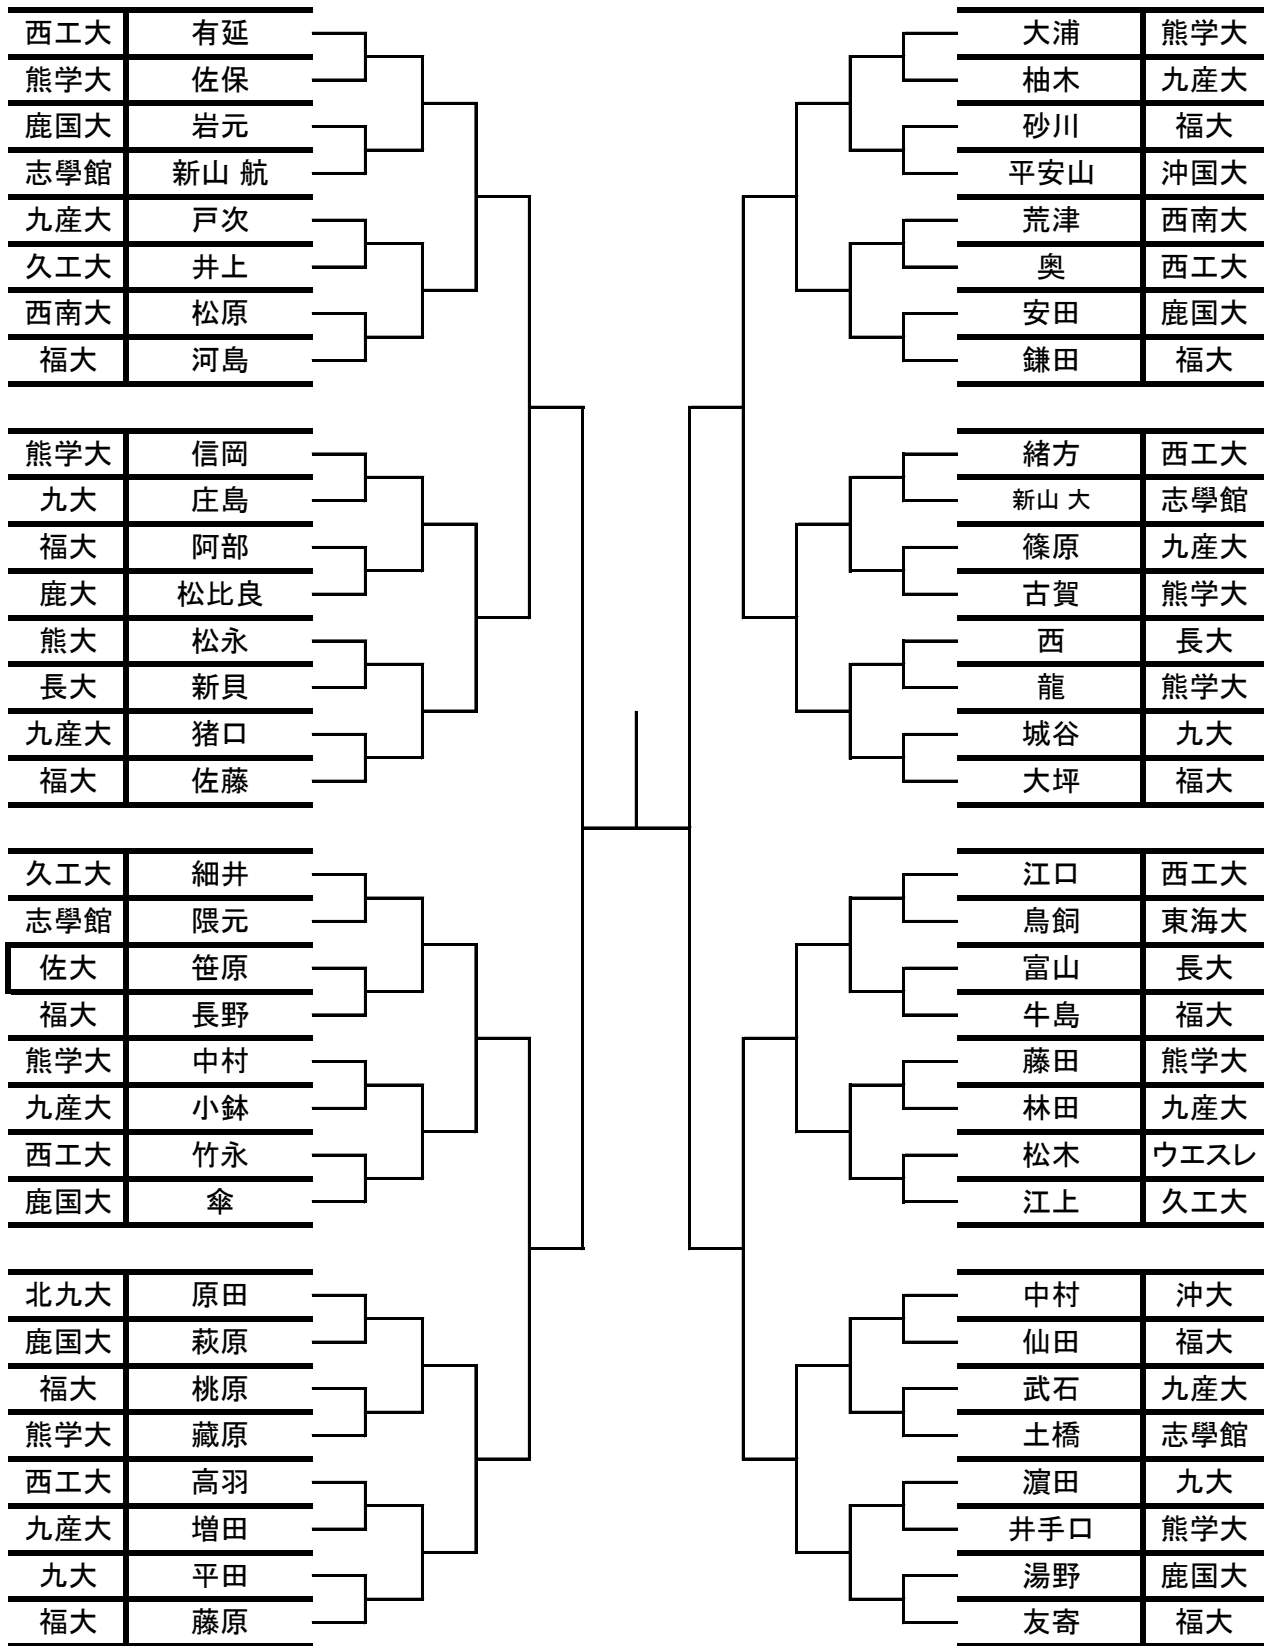 西工大 有延
熊学大 佐保
鹿国大 岩元
志學館 新山 航
九産大 戸次
久工大 井上
西南大 松原
福大 河島
熊学大 信岡
九大 庄島
福大 阿部
鹿大 松比良
熊大 松永
長大 新貝
九産大 猪口
福大 佐藤
久工大 細井
志學館 隈元
佐大 笹原
福大 長野
熊学大 中村
九産大 小鉢
西工大 竹永
鹿国大 傘
北九大 原田
鹿国大 萩原
福大 桃原
熊学大 藏原
西工大 高羽
九産大 増田
九大 平田
福大 藤原
大浦 熊学大
柚木 九産大
砂川 福大
平安山 沖国大
荒津 西南大
奥 西工大
安田 鹿国大
鎌田 福大
緒方 西工大
新山 大 志學館
篠原 九産大
古賀 熊学大
西 長大
龍 熊学大
城谷 九大
大坪 福大
江口 西工大
鳥飼 東海大
富山 長大
牛島 福大
藤田 熊学大
林田 九産大
松木 ウエスレ
江上 久工大
中村 沖大
仙田 福大
武石 九産大
土橋 志學館
濵田 九大
井手口 熊学大
湯野 鹿国大
友寄 福大